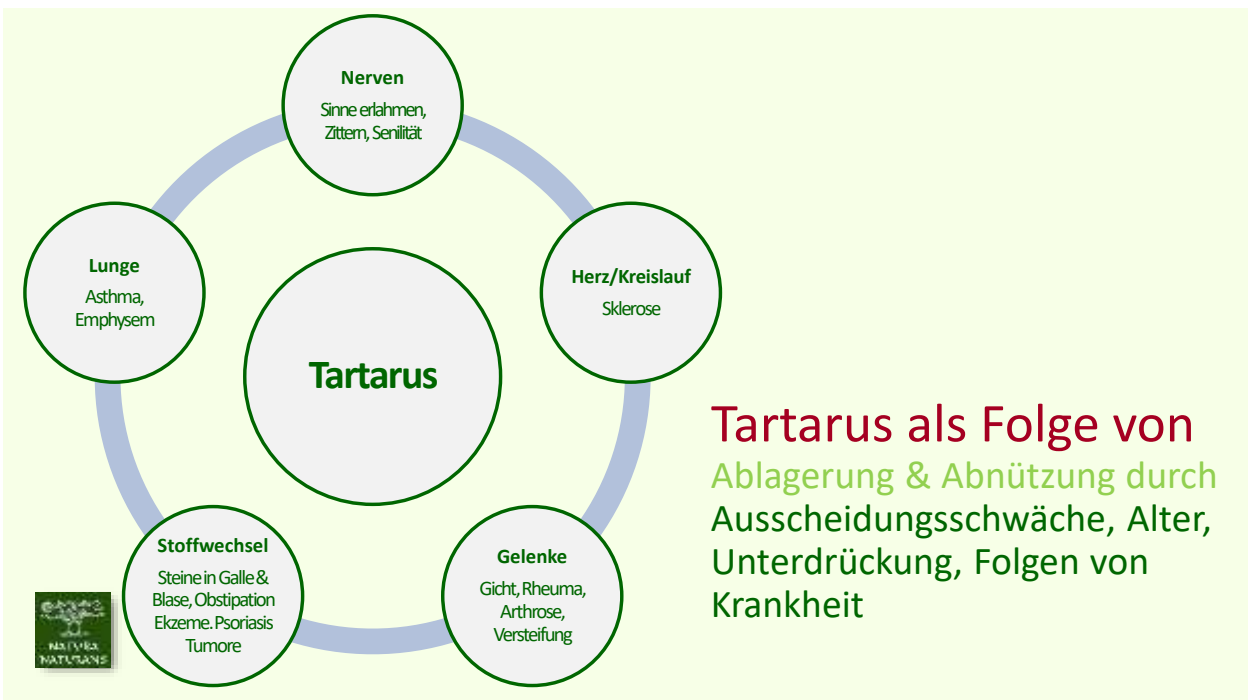 Nerven
Sinne erlahmen,
Zittern, Senilität
Herz/Kreislauf
Sklerose
Gelenke
Gicht, Rheuma,
Arthrose,
Versteifung
Stoffwechsel
Steine in Galle &
Blase, Obstipation
Ekzeme. Psoriasis
Tumore
Lunge
Asthma,
Emphysem
Tartarus
Tartarus als Folge von
Ablagerung & Abnützung durch
Ausscheidungsschwäche, Alter,
Unterdrückung, Folgen von
Krankheit
NATURA
NATURANS